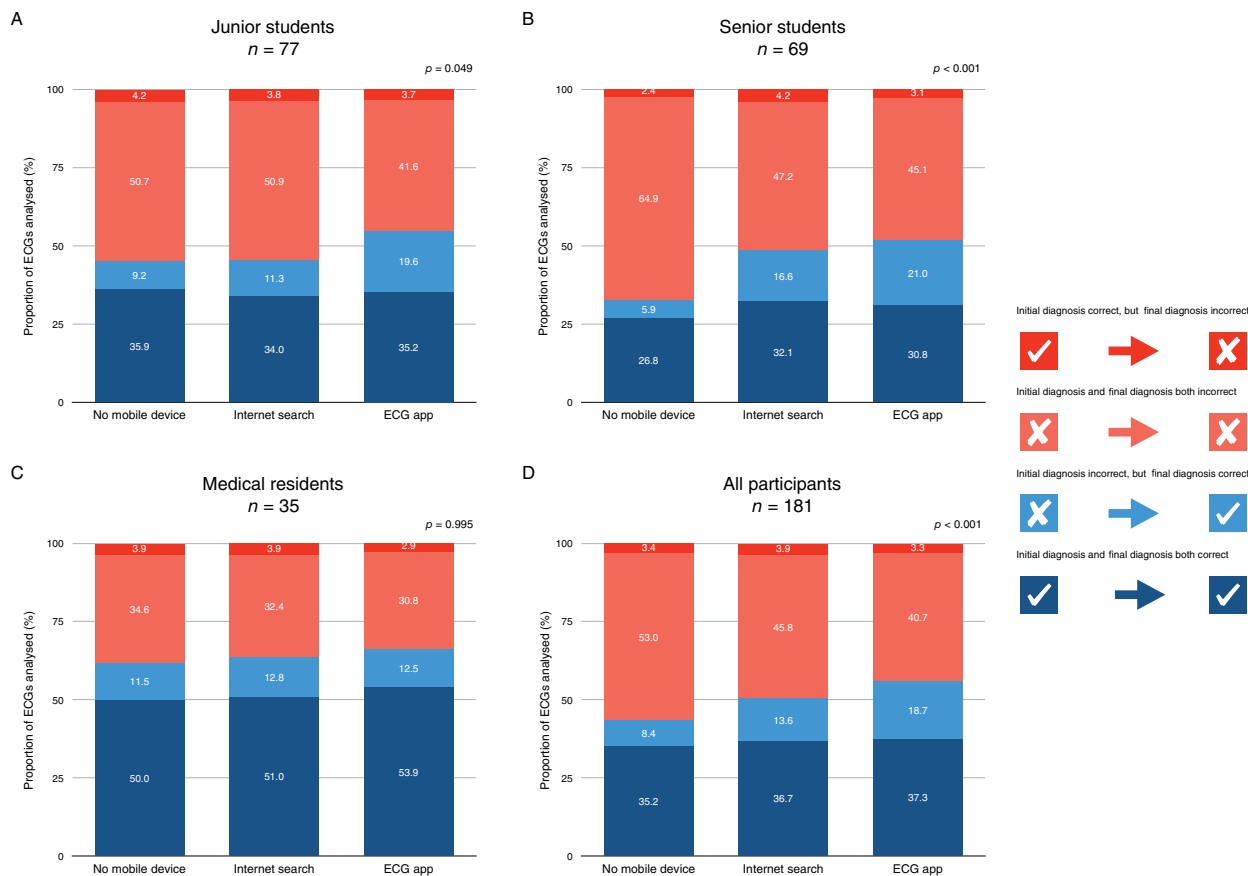 A
Junior students
n = 77
p = 0.049
Proportion of ECGs analysed (%)
100
75
50
25
0
4.2
3.8
3.7
50.7
50.9
41.6
9.2
11.3
19.6
35.9
34.0
35.2
No mobile device
Internet search
ECG app
B
Senior students
n = 69
p < 0.001
Proportion of ECGs analysed (%)
100
75
50
25
0
2.4
4.2
3.1
64.9
47.2
45.1
5.9
16.6
21.0
26.8
32.1
30.8
No mobile device
Internet search
ECG app
Initial diagnosis correct, but final diagnosis incorrect
Initial diagnosis and final diagnosis both incorrect
Initial diagnosis incorrect, but final diagnosis correct
Initial diagnosis and final diagnosis both correct
C
Medical residents
n = 35
p = 0.995
Proportion of ECGs analysed (%)
100
75
50
25
0
3.9
3.9
2.9
34.6
32.4
30.8
11.5
12.8
12.5
50.0
51.0
53.9
No mobile device
Internet search
ECG app
D
All participants
n = 181
p < 0.001
Proportion of ECGs analysed (%)
100
75
50
25
0
3.4
3.9
3.3
53.0
45.8
40.7
8.4
13.6
18.7
35.2
36.7
37.3
No mobile device
Internet search
ECG app